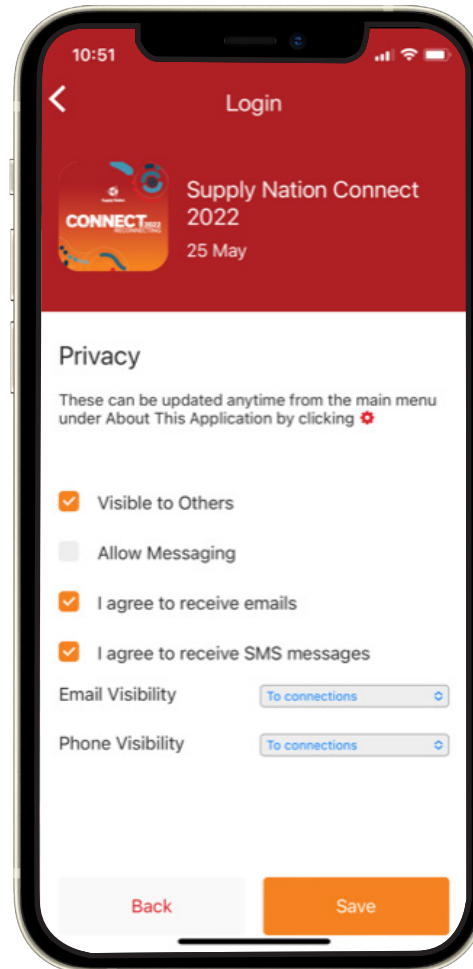 10:51
Login
Supply Nation
CONNECT2022
RECONNECTING
Supply Nation Connect
2022
25 May
Privacy
These can be updated anytime from the main menu
under About This Application by clicking
Visible to Others
Allow Messaging
I agree to receive emails
I agree to receive SMS messages
Email Visibility
To connections
Phone Visibility
To connections
Back
Save